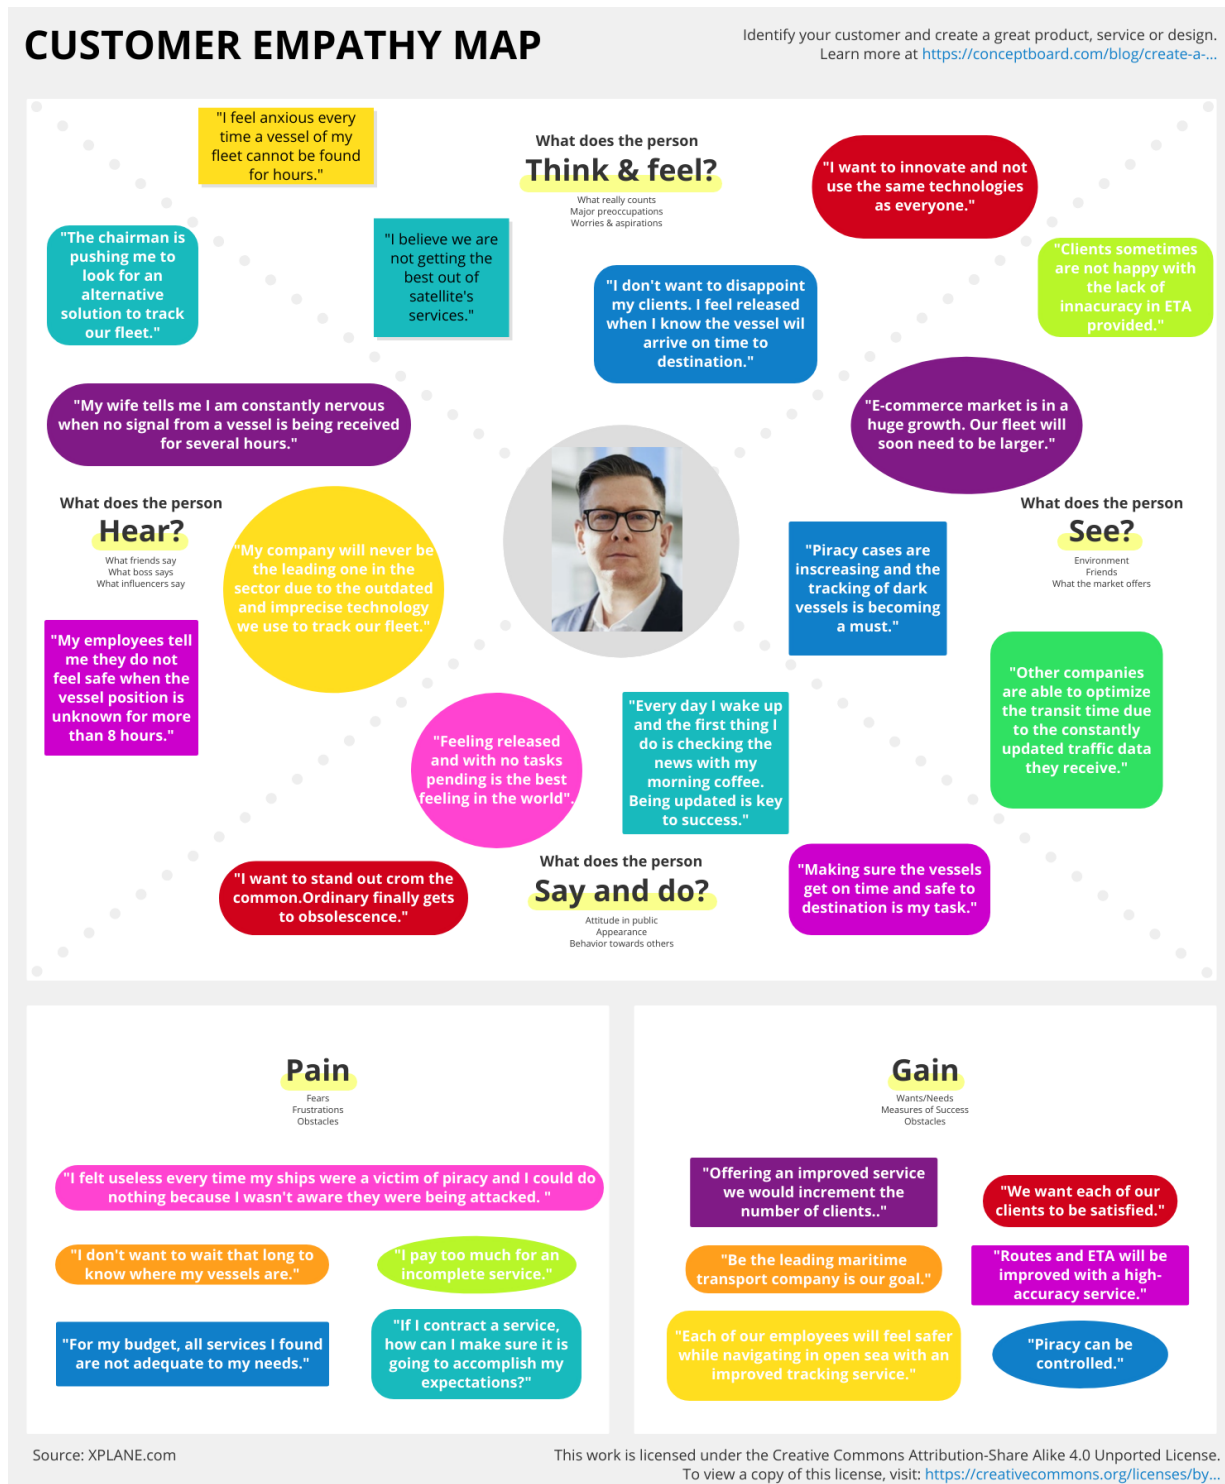 CUSTOMER EMPATHY MAP
Identify your customer and create a great product, service or design.
Learn more at https://conceptboard.com/blog/create-a-...
"I feel anxious every
time a vessel of my
fleet cannot be found
for hours."
What does the person
Think & feel?
What really counts
Major preoccupations
Worries & aspirations
"I want to innovate and not
use the same technologies
as everyone."
"The chairman is
pushing me to
look for an
alternative
solution to track
our fleet."
"I believe we are
not getting the
best out of
satellite's
services."
"I don't want to disappoint
my clients. I feel released
when I know the vessel wil
arrive on time to
destination."
"Clients sometimes
are not happy with
the lack of
innacuracy in ETA
provided."
"My wife tells me I am constantly nervous
when no signal from a vessel is being received
for several hours."
"E-commerce market is in a
huge growth. Our fleet will
soon need to be larger."
What does the person
Hear?
What friends say
What boss says
What influencers say
"My company will never be
the leading one in the
sector due to the outdated
and imprecise technology
we use to track our fleet."
"Piracy cases are
inscreasing and the
tracking of dark
vessels is becoming
a must."
What does the person
See?
Environment
Friends
What the market offers
"My employees tell
me they do not
feel safe when the
vessel position is
unknown for more
than 8 hours."
"Feeling released
and with no tasks
pending is the best
feeling in the world".
"Every day I wake up
and the first thing I
do is checking the
news with my
morning coffee.
Being updated is key
to success."
"Other companies
are able to optimize
the transit time due
to the constantly
updated traffic data
they receive."
"I want to stand out crom the
common.Ordinary finally gets
to obsolescence."
What does the person
Say and do?
Attitude in public
Appearance
Behavior towards others
"Making sure the vessels
get on time and safe to
destination is my task."
Pain
Fears
Frustrations
Obstacles
"I felt useless every time my ships were a victim of piracy and I could do
nothing because I wasn't aware they were being attacked. "
"I don't want to wait that long to
know where my vessels are."
"I pay too much for an
incomplete service."
"For my budget, all services I found
are not adequate to my needs."
"If I contract a service,
how can I make sure it is
going to accomplish my
expectations?"
Gain
Wants/Needs
Measures of Success
Obstacles
"Offering an improved service
we would increment the
number of clients.."
"We want each of our
clients to be satisfied."
"Be the leading maritime
transport company is our goal."
"Routes and ETA will be
improved with a high-
accuracy service."
"Each of our employees will feel safer
while navigating in open sea with an
improved tracking service."
"Piracy can be
controlled."
Source: XPLANE.com
This work is licensed under the Creative Commons Attribution-Share Alike 4.0 Unported License.
To view a copy of this license, visit: https://creativecommons.org/licenses/by...